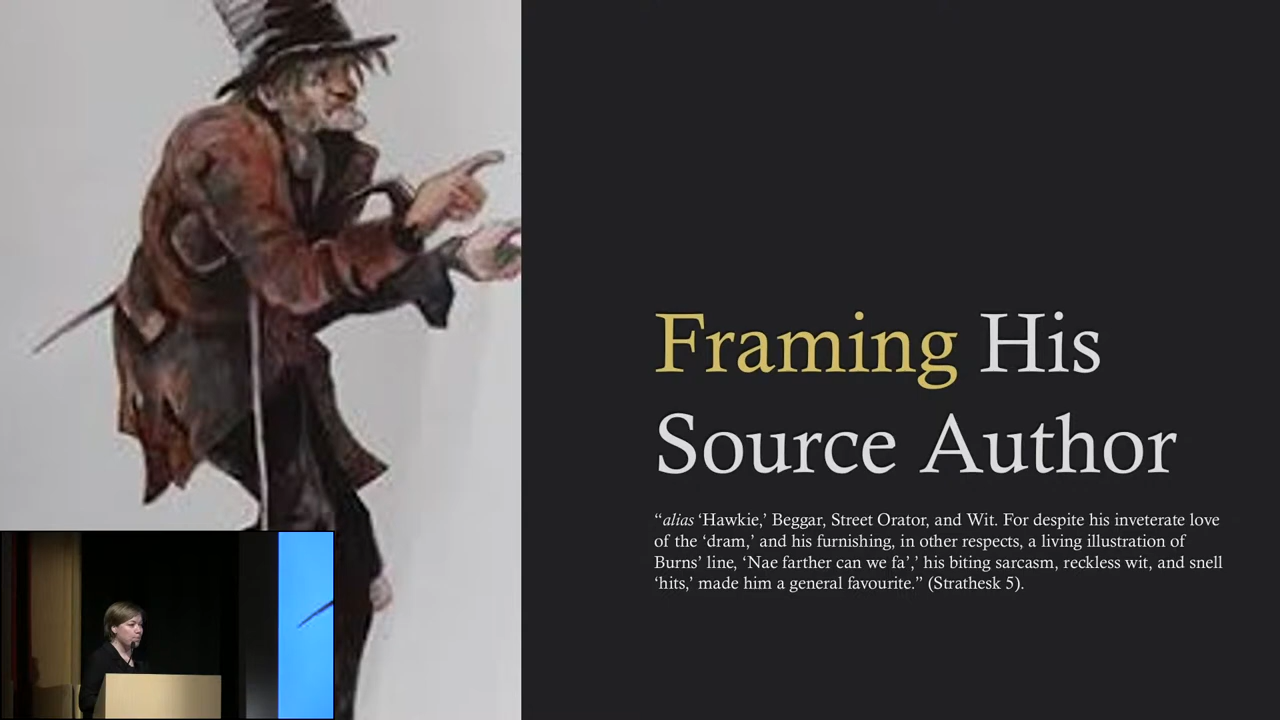 Framing His
Source Author
“alias ‘Hawkie,’ Beggar, Street Orator, and Wit. For despite his inveterate love
of the ‘dram,’ and his furnishing, in other respects, a living illustration of
Burns’ line, ‘Nae farther can we fa’,’ his biting sarcasm, reckless wit, and snell
‘hits,’ made him a general favourite.” (Strathesk 5).